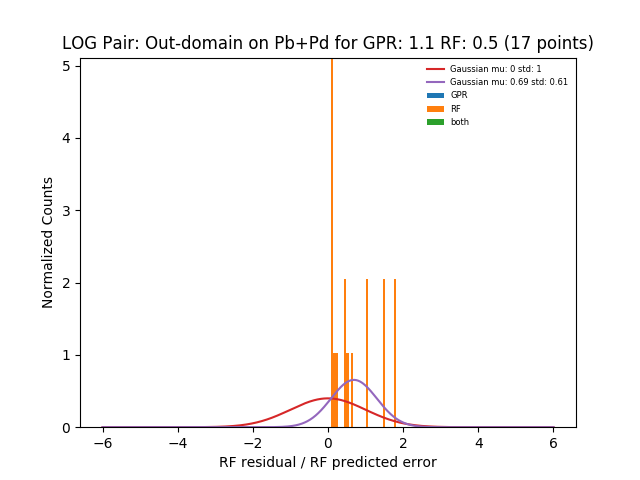 LOG Pair: Out-domain on Pb+Pd for GPR: 1.1 RF: 0.5 (17 points)
Gaussian mu: 0 std: 1
Gaussian mu: 0.69 std: 0.61
GPR
RF
both
Normalized Counts
5
4
3
2
1
0
−6 −4 −2 0 2 4 6
RF residual / RF predicted error